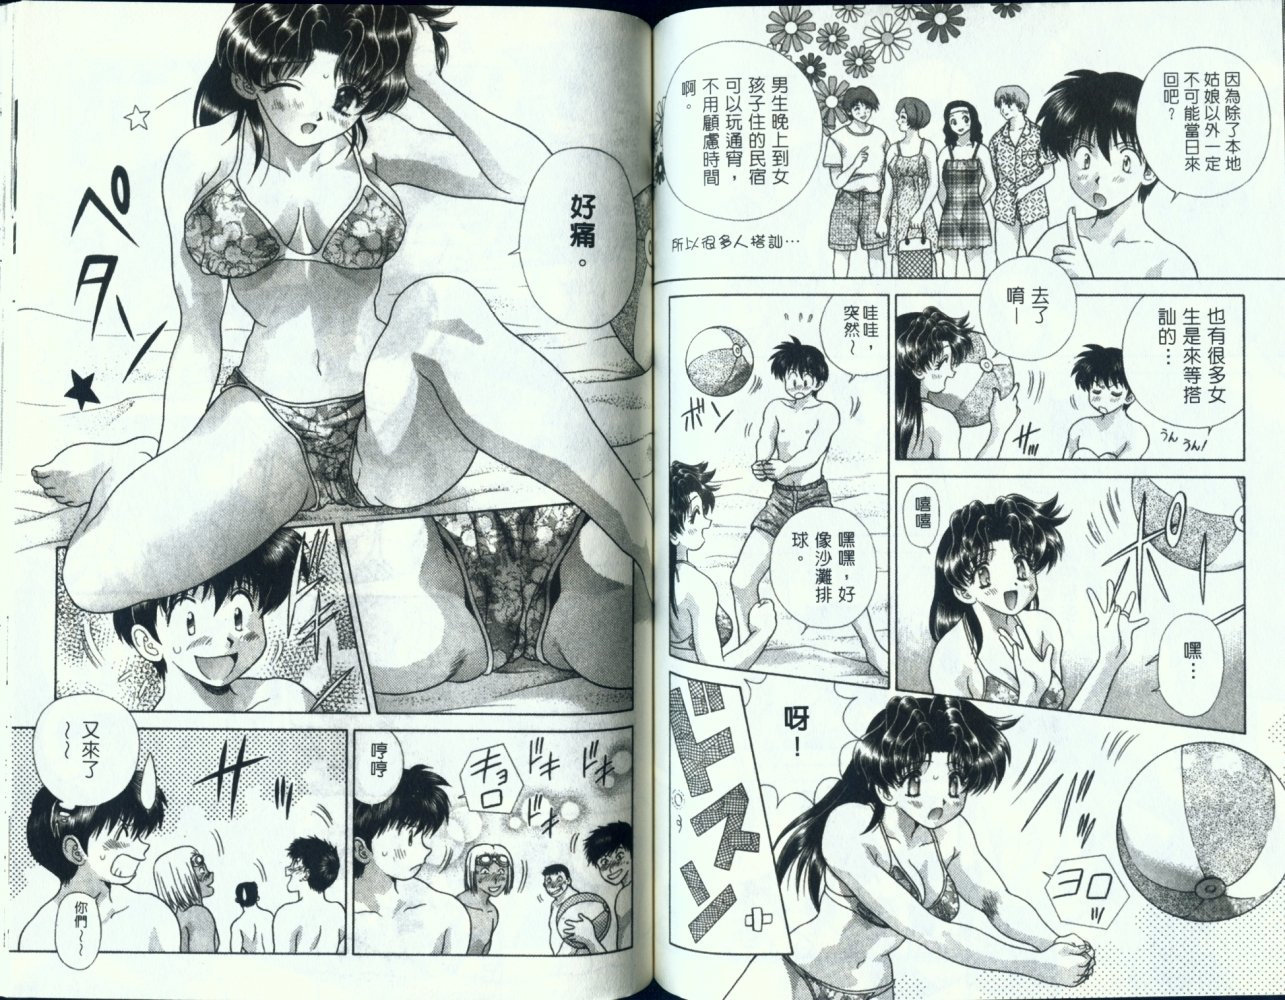 因為除了本地
姑娘以外一定
不可能當日來
回吧？
男生晚上到女
孩子住的民宿
可以玩通宵，
不用顧慮時間
啊。
所以很多人搭訕…
也有很多女
生是來等搭
訕的…
うん
うん!
去了
唷—
哇哇，
突然～
ボン
嘿嘿，好
像沙灘排
球。
嘻嘻
嘿…
ポーン
呀！
ヨロ
ドスン
好痛。
ペタン
又來了
～～
你們～
哼哼
キョロ
ドキ
ドキ
ドキ